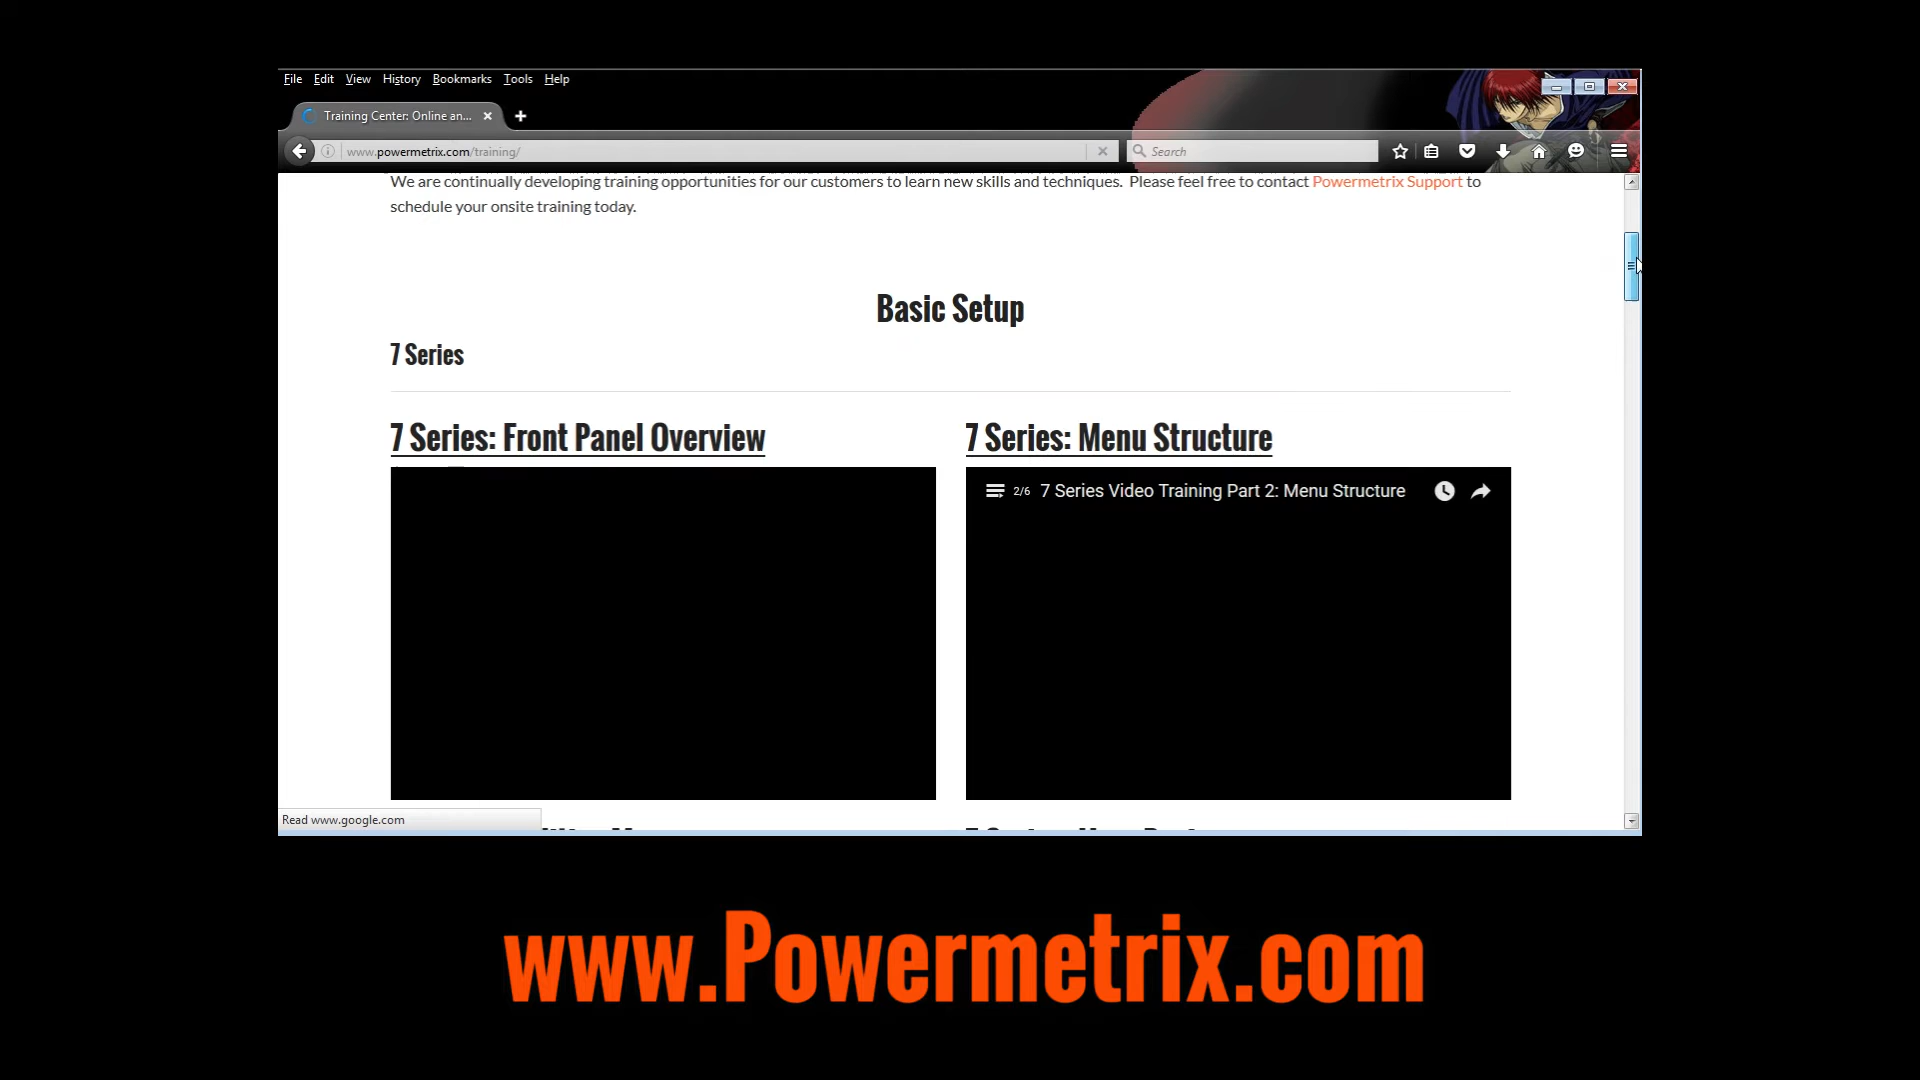 File Edit View History Bookmarks Tools Help
Training Center: Online an...
www.powermetrix.com/training/
Search
We are continually developing training opportunities for our customers to learn new skills and techniques. Please feel free to contact Powermetrix Support to
schedule your onsite training today.
Basic Setup
7 Series
7 Series: Front Panel Overview
7 Series: Menu Structure
2/6 7 Series Video Training Part 2: Menu Structure
Read www.google.com
www.Powermetrix.com